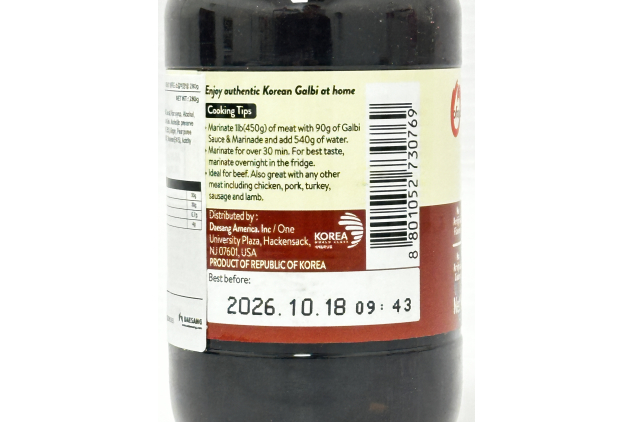 Enjoy authentic Korean Galbi at home
Cooking Tips
• Marinate 1lb(450g) of meat with 90g of Galbi
Sauce & Marinade and add 540g of water.
• Marinate for over 30 min. For best taste,
marinate overnight in the fridge.
• Ideal for beef. Also great with any other
meat including chicken, pork, turkey,
sausage and lamb.
Distributed by :
Daesang America. Inc / One
University Plaza, Hackensack,
NJ 07601, USA
PRODUCT OF REPUBLIC OF KOREA
KOREA
WORLD CLASS
Best before:
2026.10.18 09:43
8 801052 730769
NET WT : 280g
DAESANG